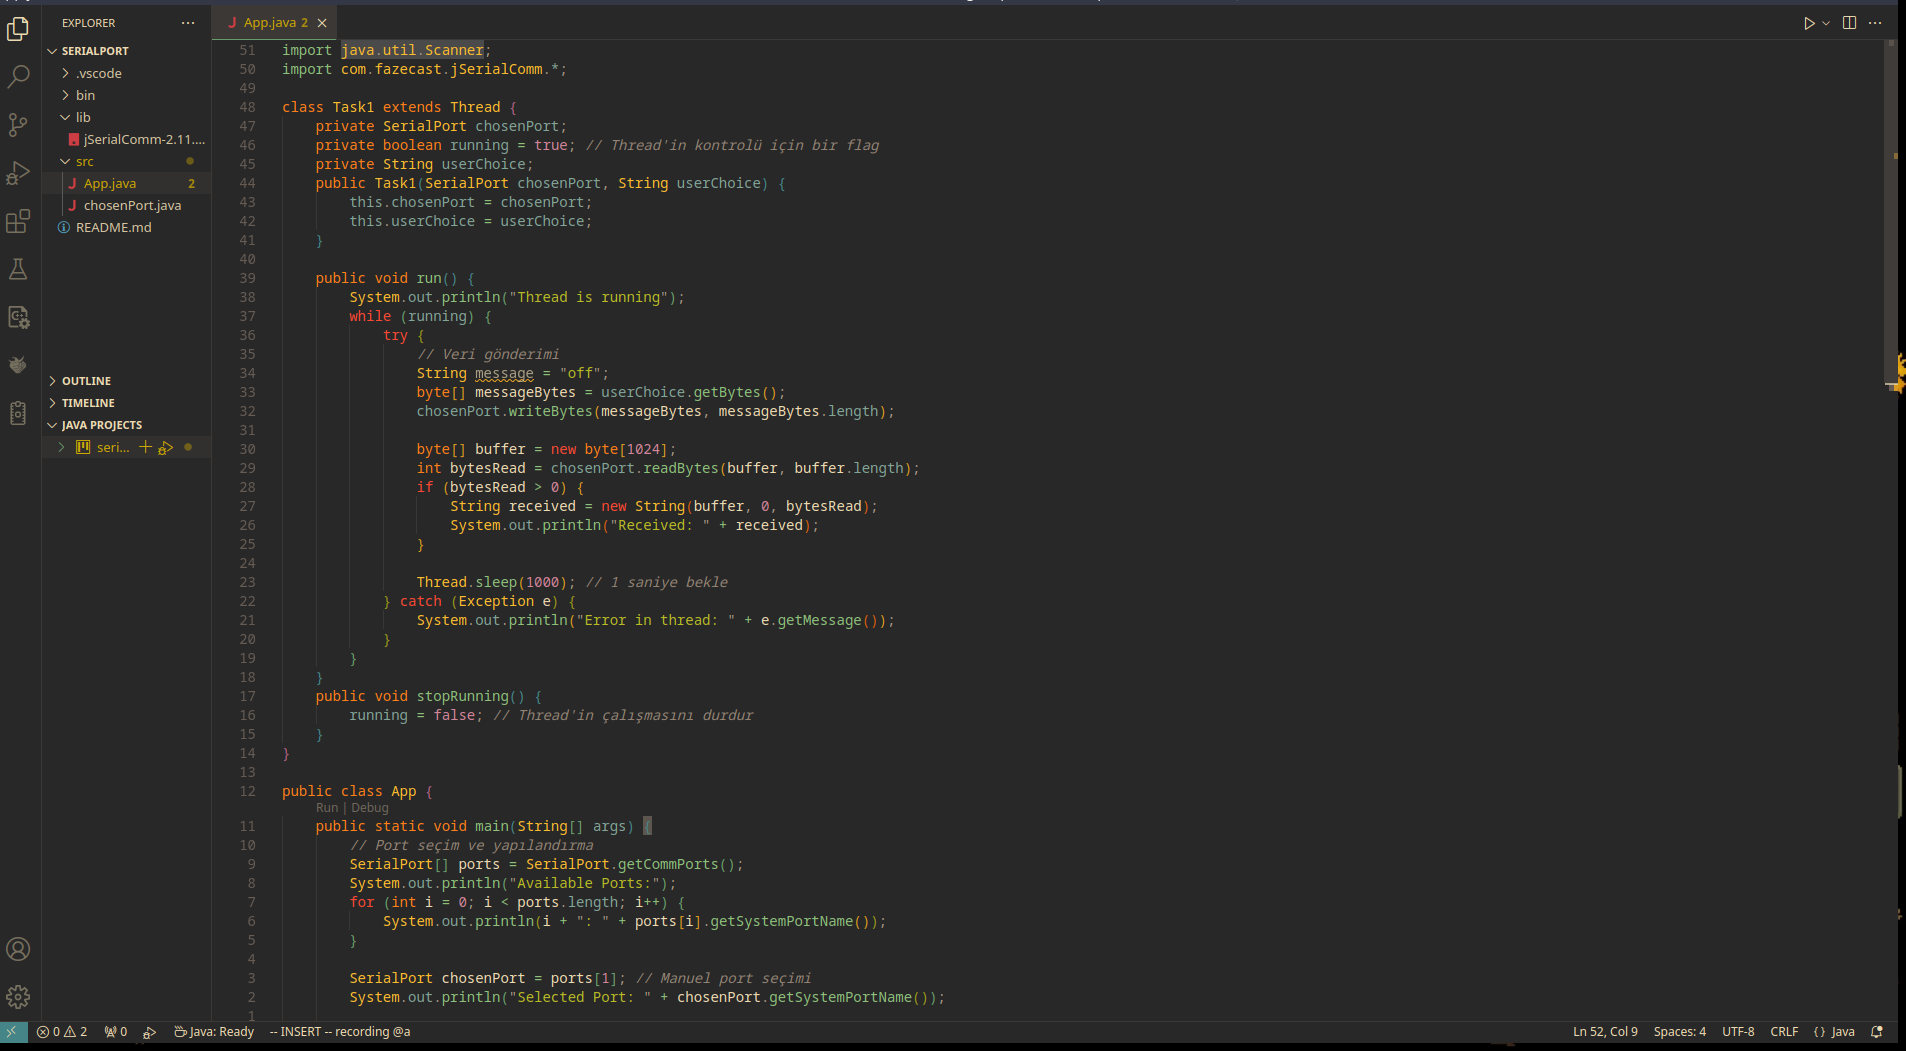 EXPLORER
SERIALPORT
.vscode
bin
lib
jSerialComm-2.11....
src
App.java 2
chosenPort.java
README.md
OUTLINE
TIMELINE
JAVA PROJECTS
seri...
App.java 2
51 import java.util.Scanner;
50 import com.fazecast.jSerialComm.*;
49
48 class Task1 extends Thread {
47 private SerialPort chosenPort;
46 private boolean running = true; // Thread'in kontrolü için bir flag
45 private String userChoice;
44 public Task1(SerialPort chosenPort, String userChoice) {
43 this.chosenPort = chosenPort;
42 this.userChoice = userChoice;
41 }
40
39 public void run() {
38 System.out.println("Thread is running");
37 while (running) {
36 try {
35 // Veri gönderimi
34 String message = "off";
33 byte[] messageBytes = userChoice.getBytes();
32 chosenPort.writeBytes(messageBytes, messageBytes.length);
31
30 byte[] buffer = new byte[1024];
29 int bytesRead = chosenPort.readBytes(buffer, buffer.length);
28 if (bytesRead > 0) {
27 String received = new String(buffer, 0, bytesRead);
26 System.out.println("Received: " + received);
25 }
24
23 Thread.sleep(1000); // 1 saniye bekle
22 } catch (Exception e) {
21 System.out.println("Error in thread: " + e.getMessage());
20 }
19 }
18 }
17 public void stopRunning() {
16 running = false; // Thread'in çalışmasını durdur
15 }
14 }
13
12 public class App {
Run | Debug
11 public static void main(String[] args) {
10 // Port seçim ve yapılandırma
9 SerialPort[] ports = SerialPort.getCommPorts();
8 System.out.println("Available Ports:");
7 for (int i = 0; i < ports.length; i++) {
6 System.out.println(i + ": " + ports[i].getSystemPortName());
5 }
4
3 SerialPort chosenPort = ports[1]; // Manuel port seçimi
2 System.out.println("Selected Port: " + chosenPort.getSystemPortName());
1
0 2 0 Java: Ready -- INSERT -- recording @a Ln 52, Col 9 Spaces: 4 UTF-8 CRLF {} Java